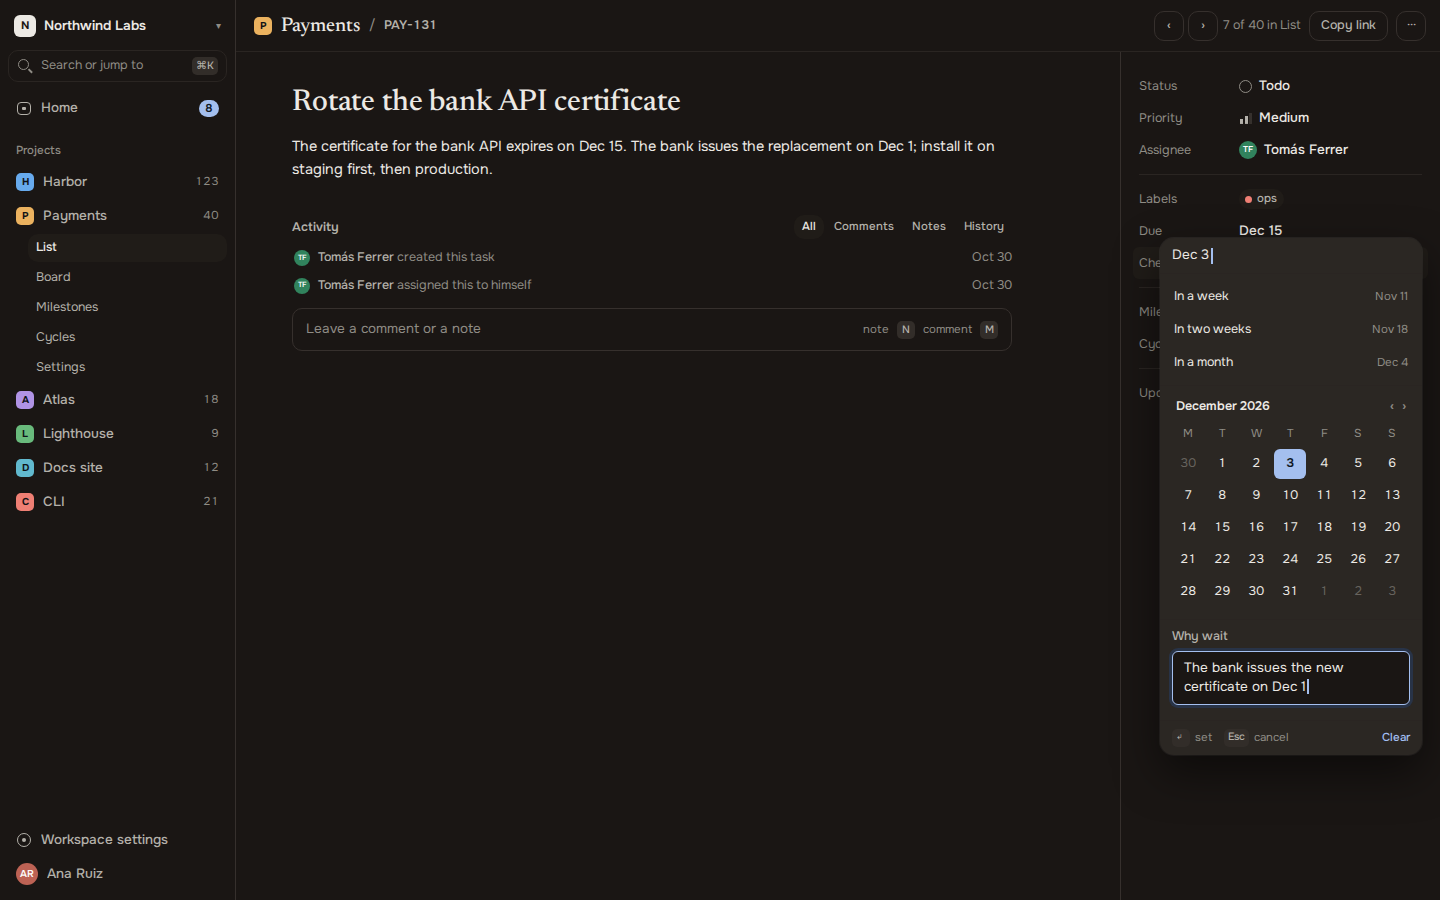 N Northwind Labs
Search or jump to ⌘K
Home 8
Projects
H Harbor 123
P Payments 40
List
Board
Milestones
Cycles
Settings
A Atlas 18
L Lighthouse 9
D Docs site 12
C CLI 21
Workspace settings
AR Ana Ruiz
P Payments / PAY-131
7 of 40 in List
Copy link
Rotate the bank API certificate
The certificate for the bank API expires on Dec 15. The bank issues the replacement on Dec 1; install it on
staging first, then production.
Activity
All Comments Notes History
TF Tomás Ferrer created this task Oct 30
TF Tomás Ferrer assigned this to himself Oct 30
Leave a comment or a note note N comment M
Status Todo
Priority Medium
Assignee TF Tomás Ferrer
Labels ops
Due Dec 15
Che
Mile
Cyc
Upd
Dec 3
In a week Nov 11
In two weeks Nov 18
In a month Dec 4
December 2026
M T W T F S S
30 1 2 3 4 5 6
7 8 9 10 11 12 13
14 15 16 17 18 19 20
21 22 23 24 25 26 27
28 29 30 31 1 2 3
Why wait
The bank issues the new
certificate on Dec 1
set Esc cancel Clear